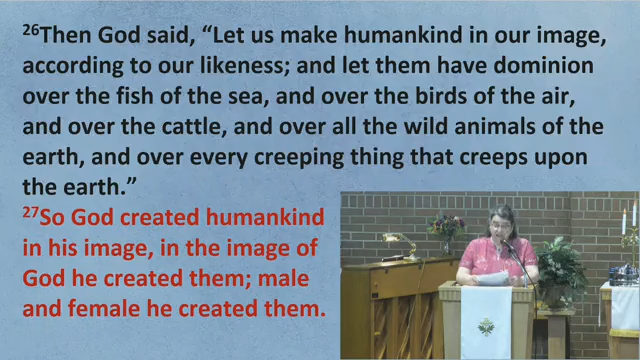 26Then God said, “Let us make humankind in our image,
according to our likeness; and let them have dominion
over the fish of the sea, and over the birds of the air,
and over the cattle, and over all the wild animals of the
earth, and over every creeping thing that creeps upon
the earth.”
27So God created humankind
in his image, in the image of
God he created them; male
and female he created them.